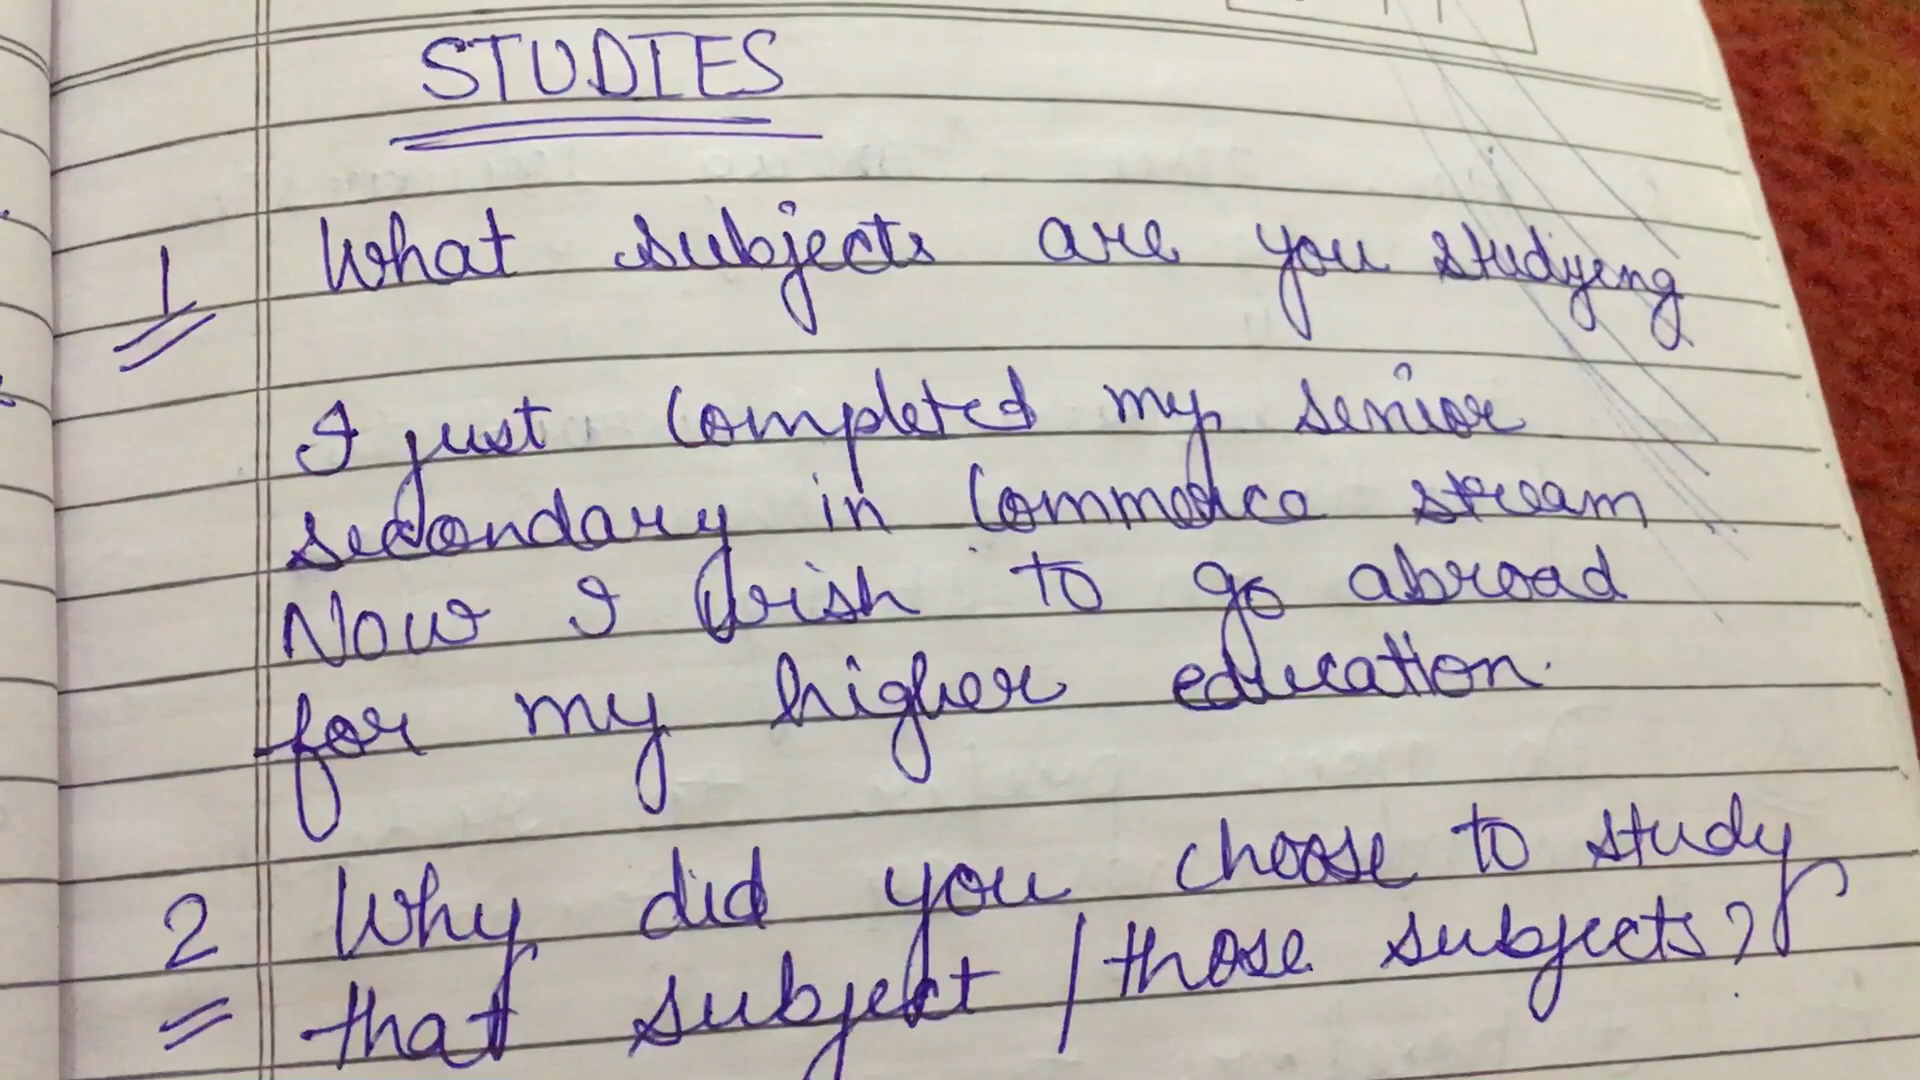 STUDIES
1 What subjects are you studying
I just completed my senior
secondary in Commerce stream
Now I wish to go abroad
for my higher education.
2 Why did you choose to study
that subject / those subjects?